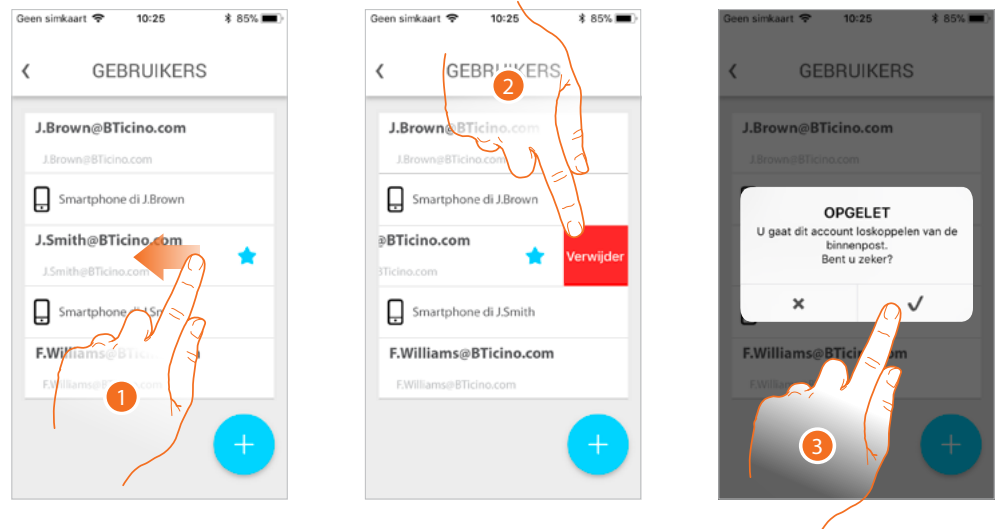 Geen simkaart 10:25 85%
GEBRUIKERS
J.Brown@BTicino.com
J.Brown@BTicino.com
Smartphone di J.Brown
J.Smith@BTicino.com
J.Smith@BTicino.com
Smartphone di J.Sm
F.Williams@BTicino.com
F.Williams@BTicino.com
1
+
Geen simkaart 10:25 85%
GEBRUIKERS
2
J.Brown@BTicino.com
J.Brown@BTicino.com
Smartphone di J.Brown
@BTicino.com
Verwijder
BTicino.com
Smartphone di J.Smith
F.Williams@BTicino.com
F.Williams@BTicino.com
+
Geen simkaart 10:25 85%
GEBRUIKERS
J.Brown@BTicino.com
J.Brown@BTicino.com
OPGELET
U gaat dit account loskoppelen van de
binnenpost.
Bent u zeker?
F.Williams@BTicino.com
F.Williams
3
+